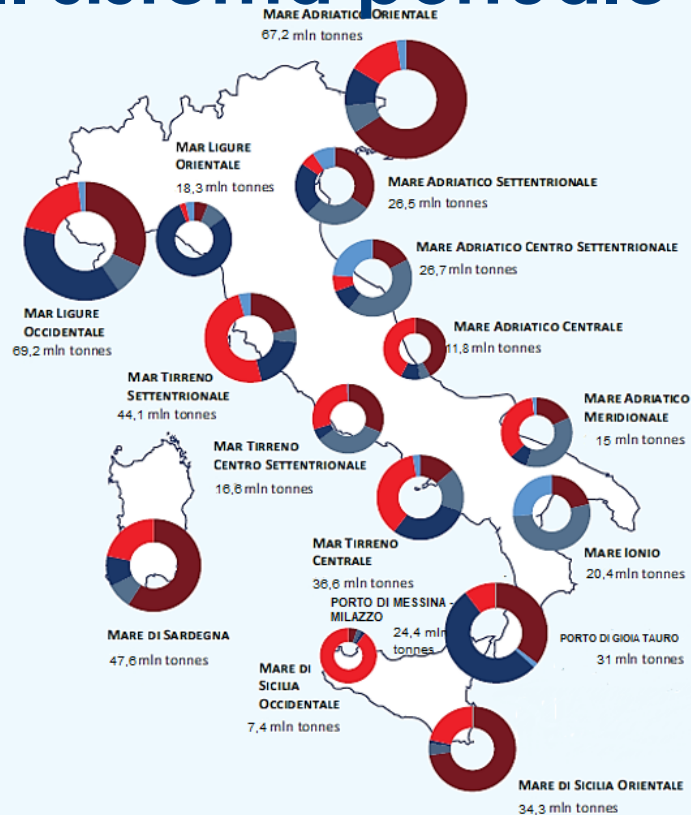 MARE ADRIATICO ORIENTALE
67,2 mln tonnes
MAR LIGURE
ORIENTALE
18,3 mln tonnes
MARE ADRIATICO SETTENTRIONALE
26,5 mln tonnes
MARE ADRIATICO CENTRO SETTENTRIONALE
26,7 mln tonnes
MAR LIGURE
OCCIDENTALE
69,2 mln tonnes
MARE ADRIATICO CENTRALE
11,8 mln tonnes
MAR TIRRENO
SETTENTRIONALE
44,1 mln tonnes
MARE ADRIATICO
MERIDIONALE
15 mln tonnes
MAR TIRRENO
CENTRO SETTENTRIONALE
16,6 mln tonnes
MAR TIRRENO
CENTRALE
36,6 mln tonnes
MARE IONIO
20,4 mln tonnes
PORTO DI MESSINA -
MILAZZO
24,4 mln
tonnes
PORTO DI GIOIA TAURO
31 mln tonnes
MARE DI SARDEGNA
47,6 mln tonnes
MARE DI
SICILIA
OCCIDENTALE
7,4 mln tonnes
MARE DI SICILIA ORIENTALE
34,3 mln tonnes